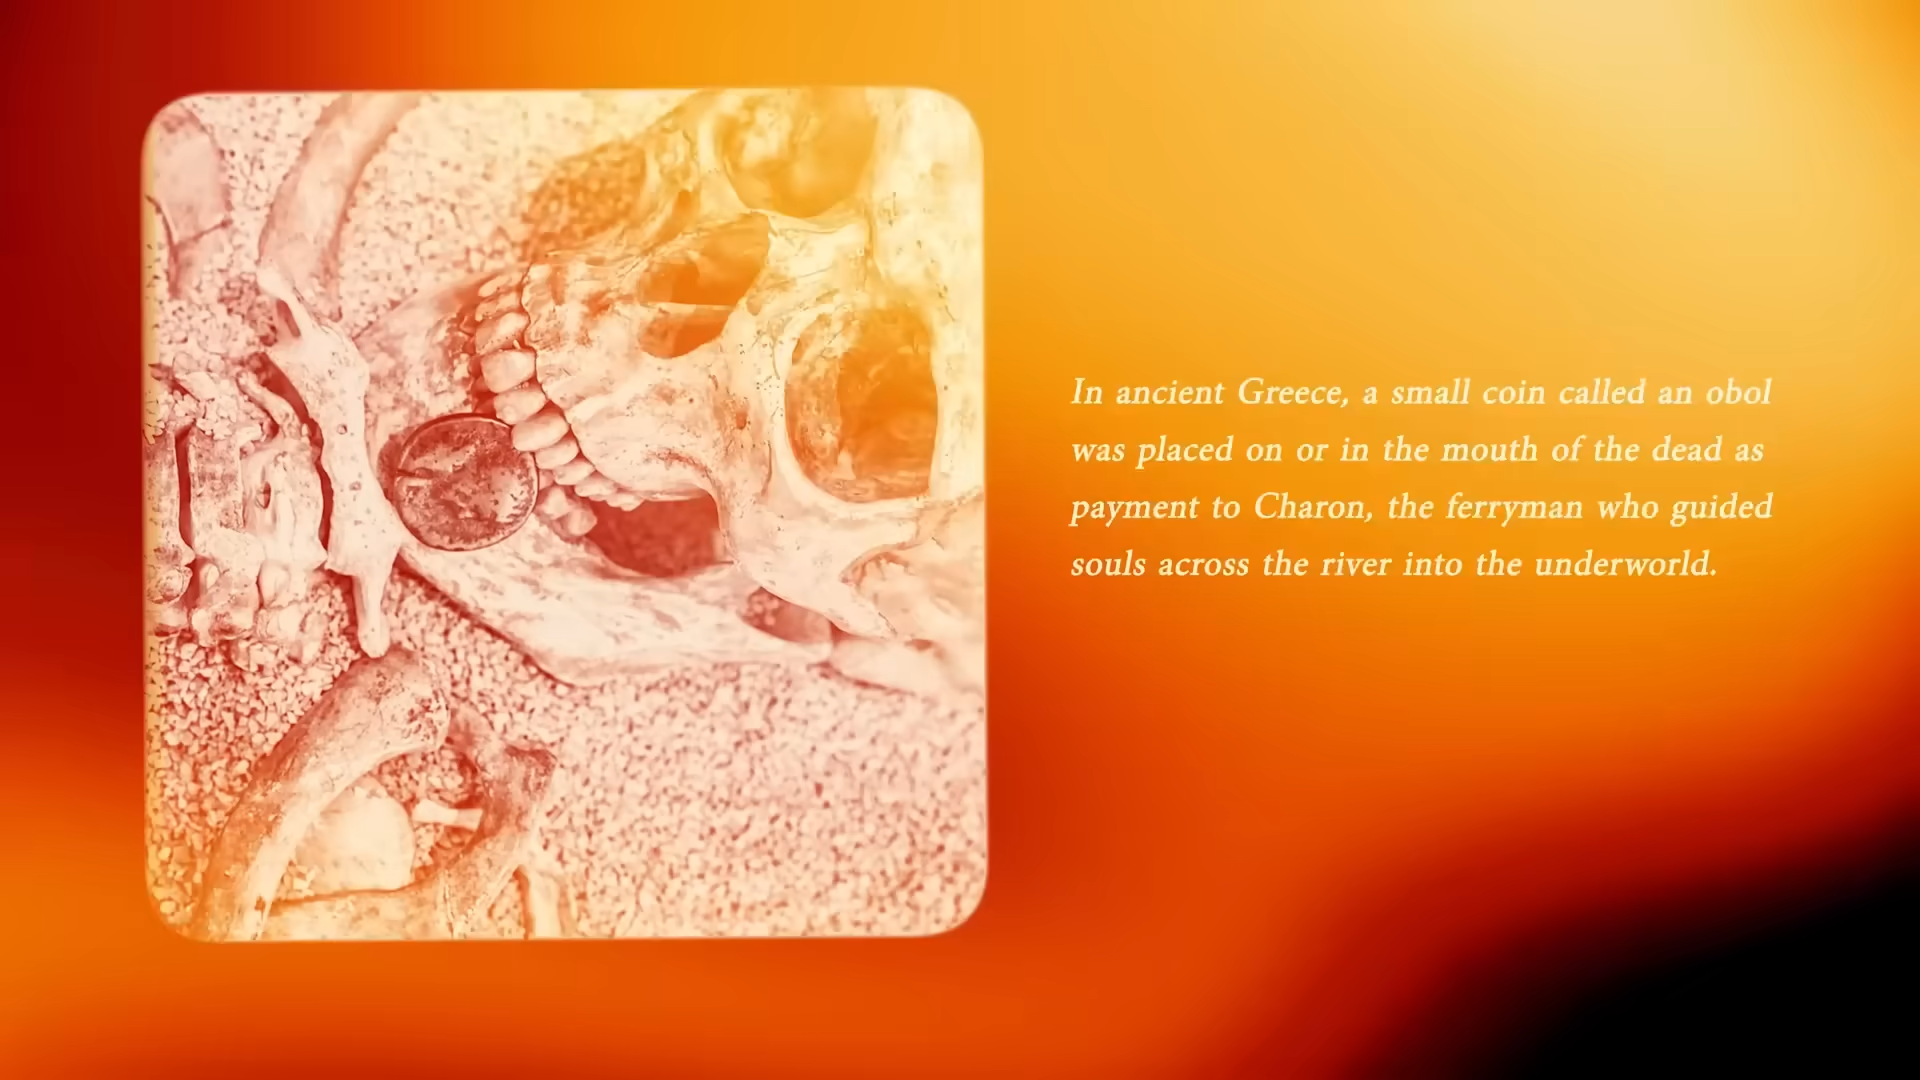 In ancient Greece, a small coin called an obol
was placed on or in the mouth of the dead as
payment to Charon, the ferryman who guided
souls across the river into the underworld.